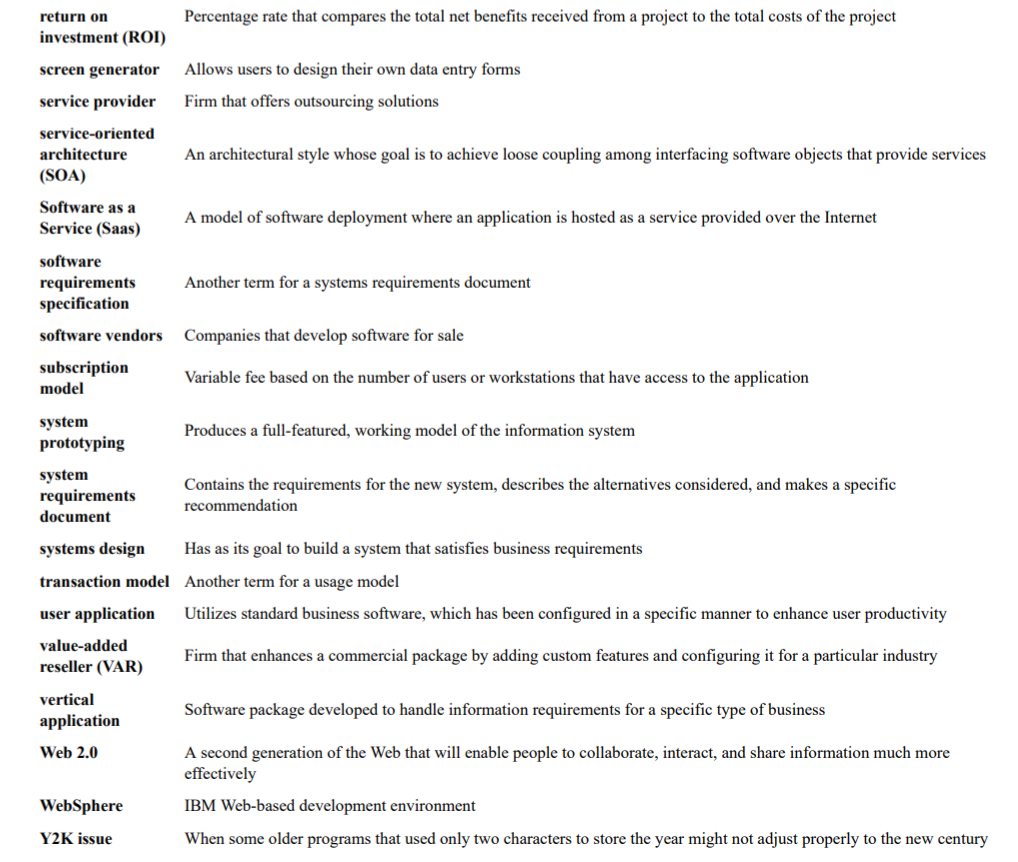 return on
investment (ROI)
Percentage rate that compares the total net benefits received from a project to the total costs of the project
screen generator
Allows users to design their own data entry forms
service provider
Firm that offers outsourcing solutions
service-oriented
architecture
(SOA)
An architectural style whose goal is to achieve loose coupling among interfacing software objects that provide services
Software as a
Service (Saas)
A model of software deployment where an application is hosted as a service provided over the Internet
software
requirements
specification
Another term for a systems requirements document
software vendors
Companies that develop software for sale
subscription
model
Variable fee based on the number of users or workstations that have access to the application
system
prototyping
Produces a full-featured, working model of the information system
system
requirements
document
Contains the requirements for the new system, describes the alternatives considered, and makes a specific
recommendation
systems design
Has as its goal to build a system that satisfies business requirements
transaction model
Another term for a usage model
user application
Utilizes standard business software, which has been configured in a specific manner to enhance user productivity
value-added
reseller (VAR)
Firm that enhances a commercial package by adding custom features and configuring it for a particular industry
vertical
application
Software package developed to handle information requirements for a specific type of business
Web 2.0
A second generation of the Web that will enable people to collaborate, interact, and share information much more
effectively
WebSphere
IBM Web-based development environment
Y2K issue
When some older programs that used only two characters to store the year might not adjust properly to the new century